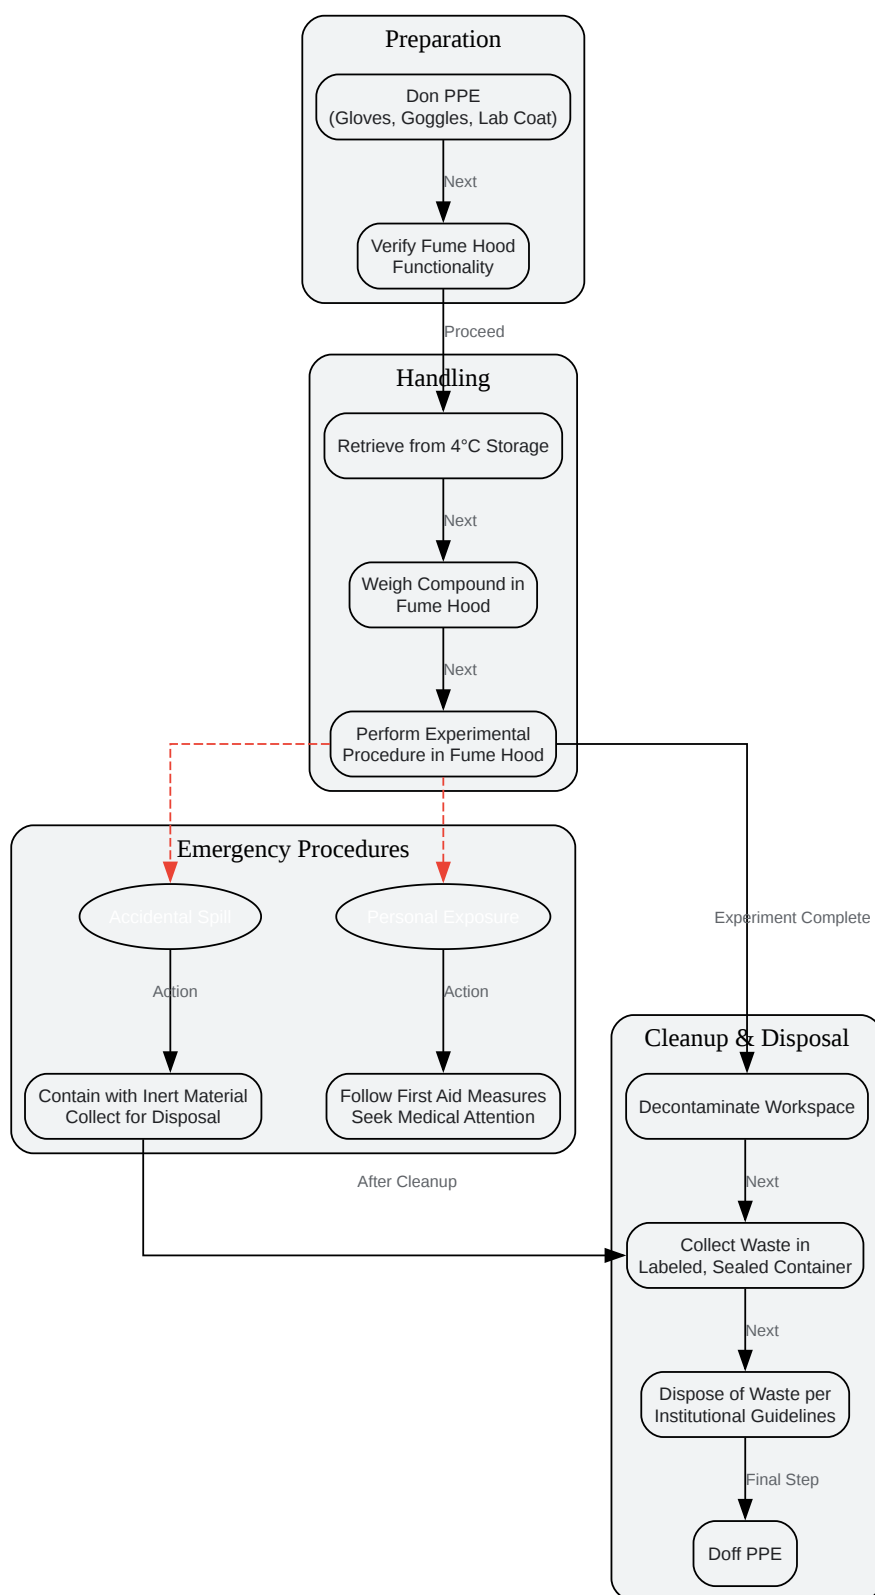 Preparation
Don PPE
(Gloves, Goggles, Lab Coat)
Next
Verify Fume Hood
Functionality
Proceed
Handling
Retrieve from 4°C Storage
Next
Weigh Compound in
Fume Hood
Next
Perform Experimental
Procedure in Fume Hood
Emergency Procedures
Accidental Spill
Personal Exposure
Experiment Complete
Action
Action
Cleanup & Disposal
Contain with Inert Material
Collect for Disposal
Follow First Aid Measures
Seek Medical Attention
Decontaminate Workspace
After Cleanup
Next
Collect Waste in
Labeled, Sealed Container
Next
Dispose of Waste per
Institutional Guidelines
Final Step
Doff PPE